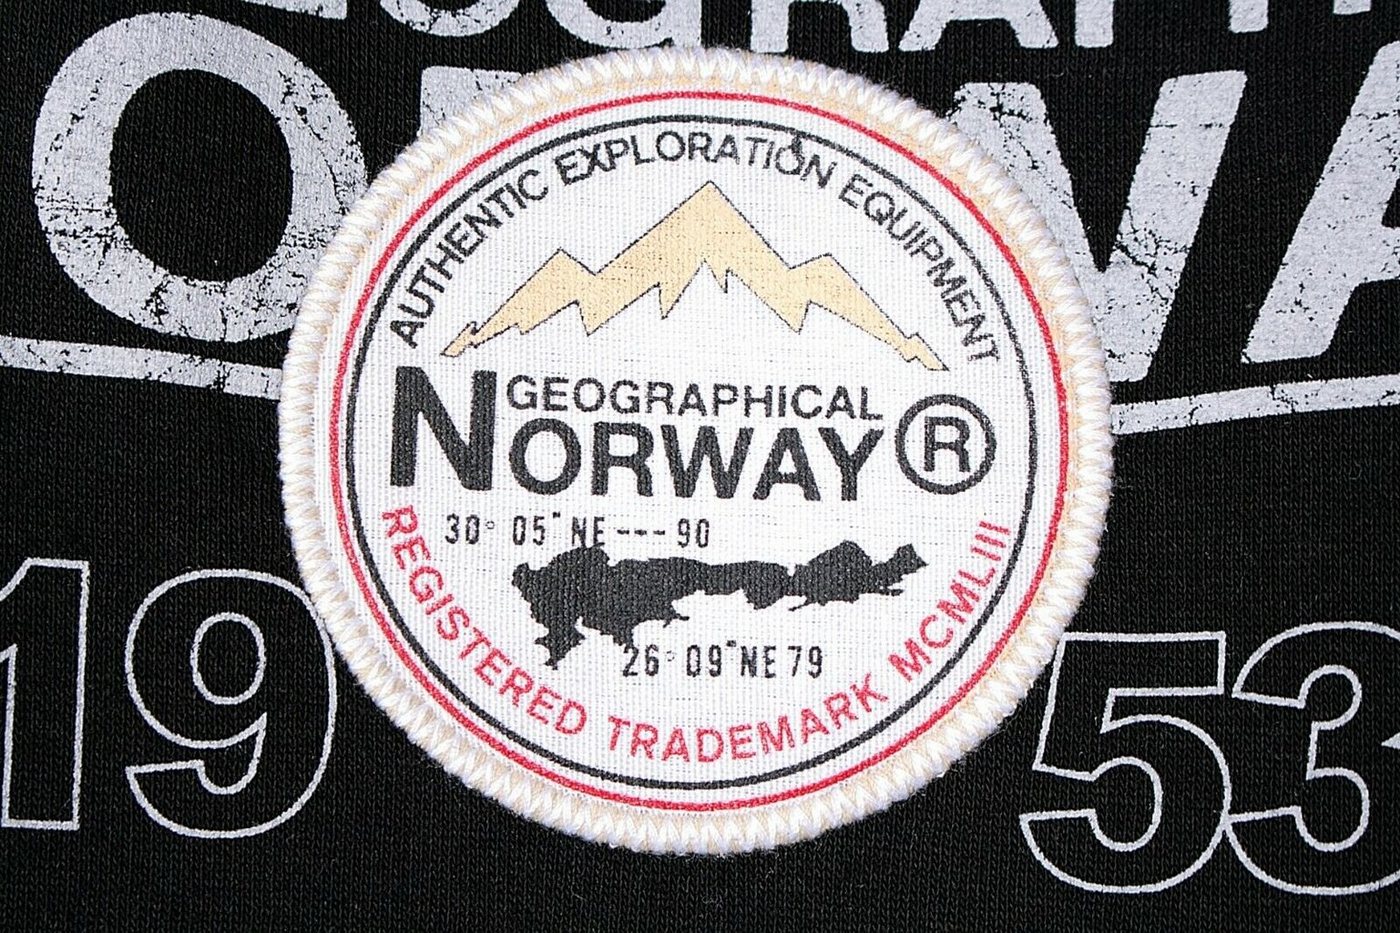 AUTHENTIC EXPLORATION EQUIPMENT
N GEOGRAPHICAL
NORWAY ®
30° 05" NE --- 90
26° 09" NE 79
REGISTERED TRADEMARK MCMLIII
19 53